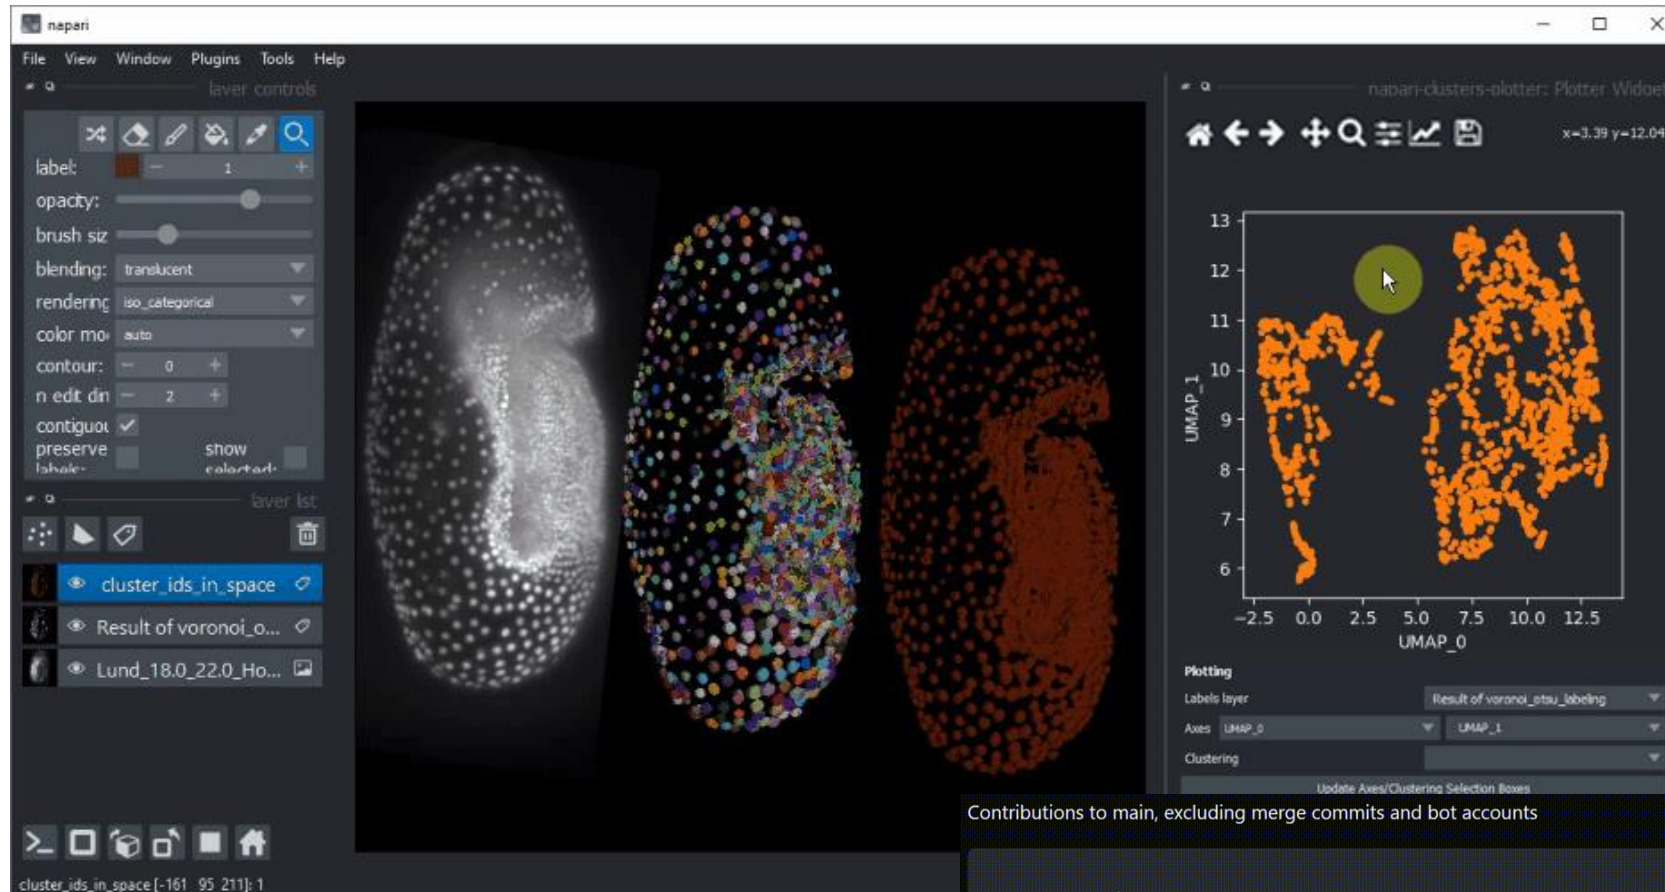 napari
File View Window Plugins Tools Help
layer controls
label: 1
opacity:
brush siz
blending: translucent
rendering iso_categorical
color mo auto
contour: 0
n edit din 2
contiguou
preserve show
labels: selected:
layer list
cluster_ids_in_space
Result of voronoi_o...
Lund_18.0_22.0_Ho...
cluster_ids_in_space [-161 95 211]: 1
napari-clusters-plotter: Plotter Widget
x=3.39 y=12.04
13
12
11
10
9
8
7
6
UMAP_1
−2.5 0.0 2.5 5.0 7.5 10.0 12.5
UMAP_0
Plotting
Labels layer Result of voronoi_otsu_labeling
Axes UMAP_0 UMAP_1
Clustering
Update Axes/Clustering Selection Boxes
Contributions to main, excluding merge commits and bot accounts